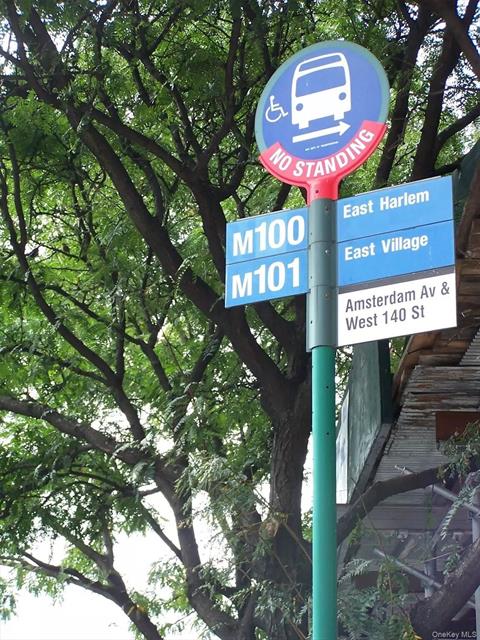 NO STANDING
M100
East Harlem
M101
East Village
Amsterdam Av &
West 140 St
OneKey MLS